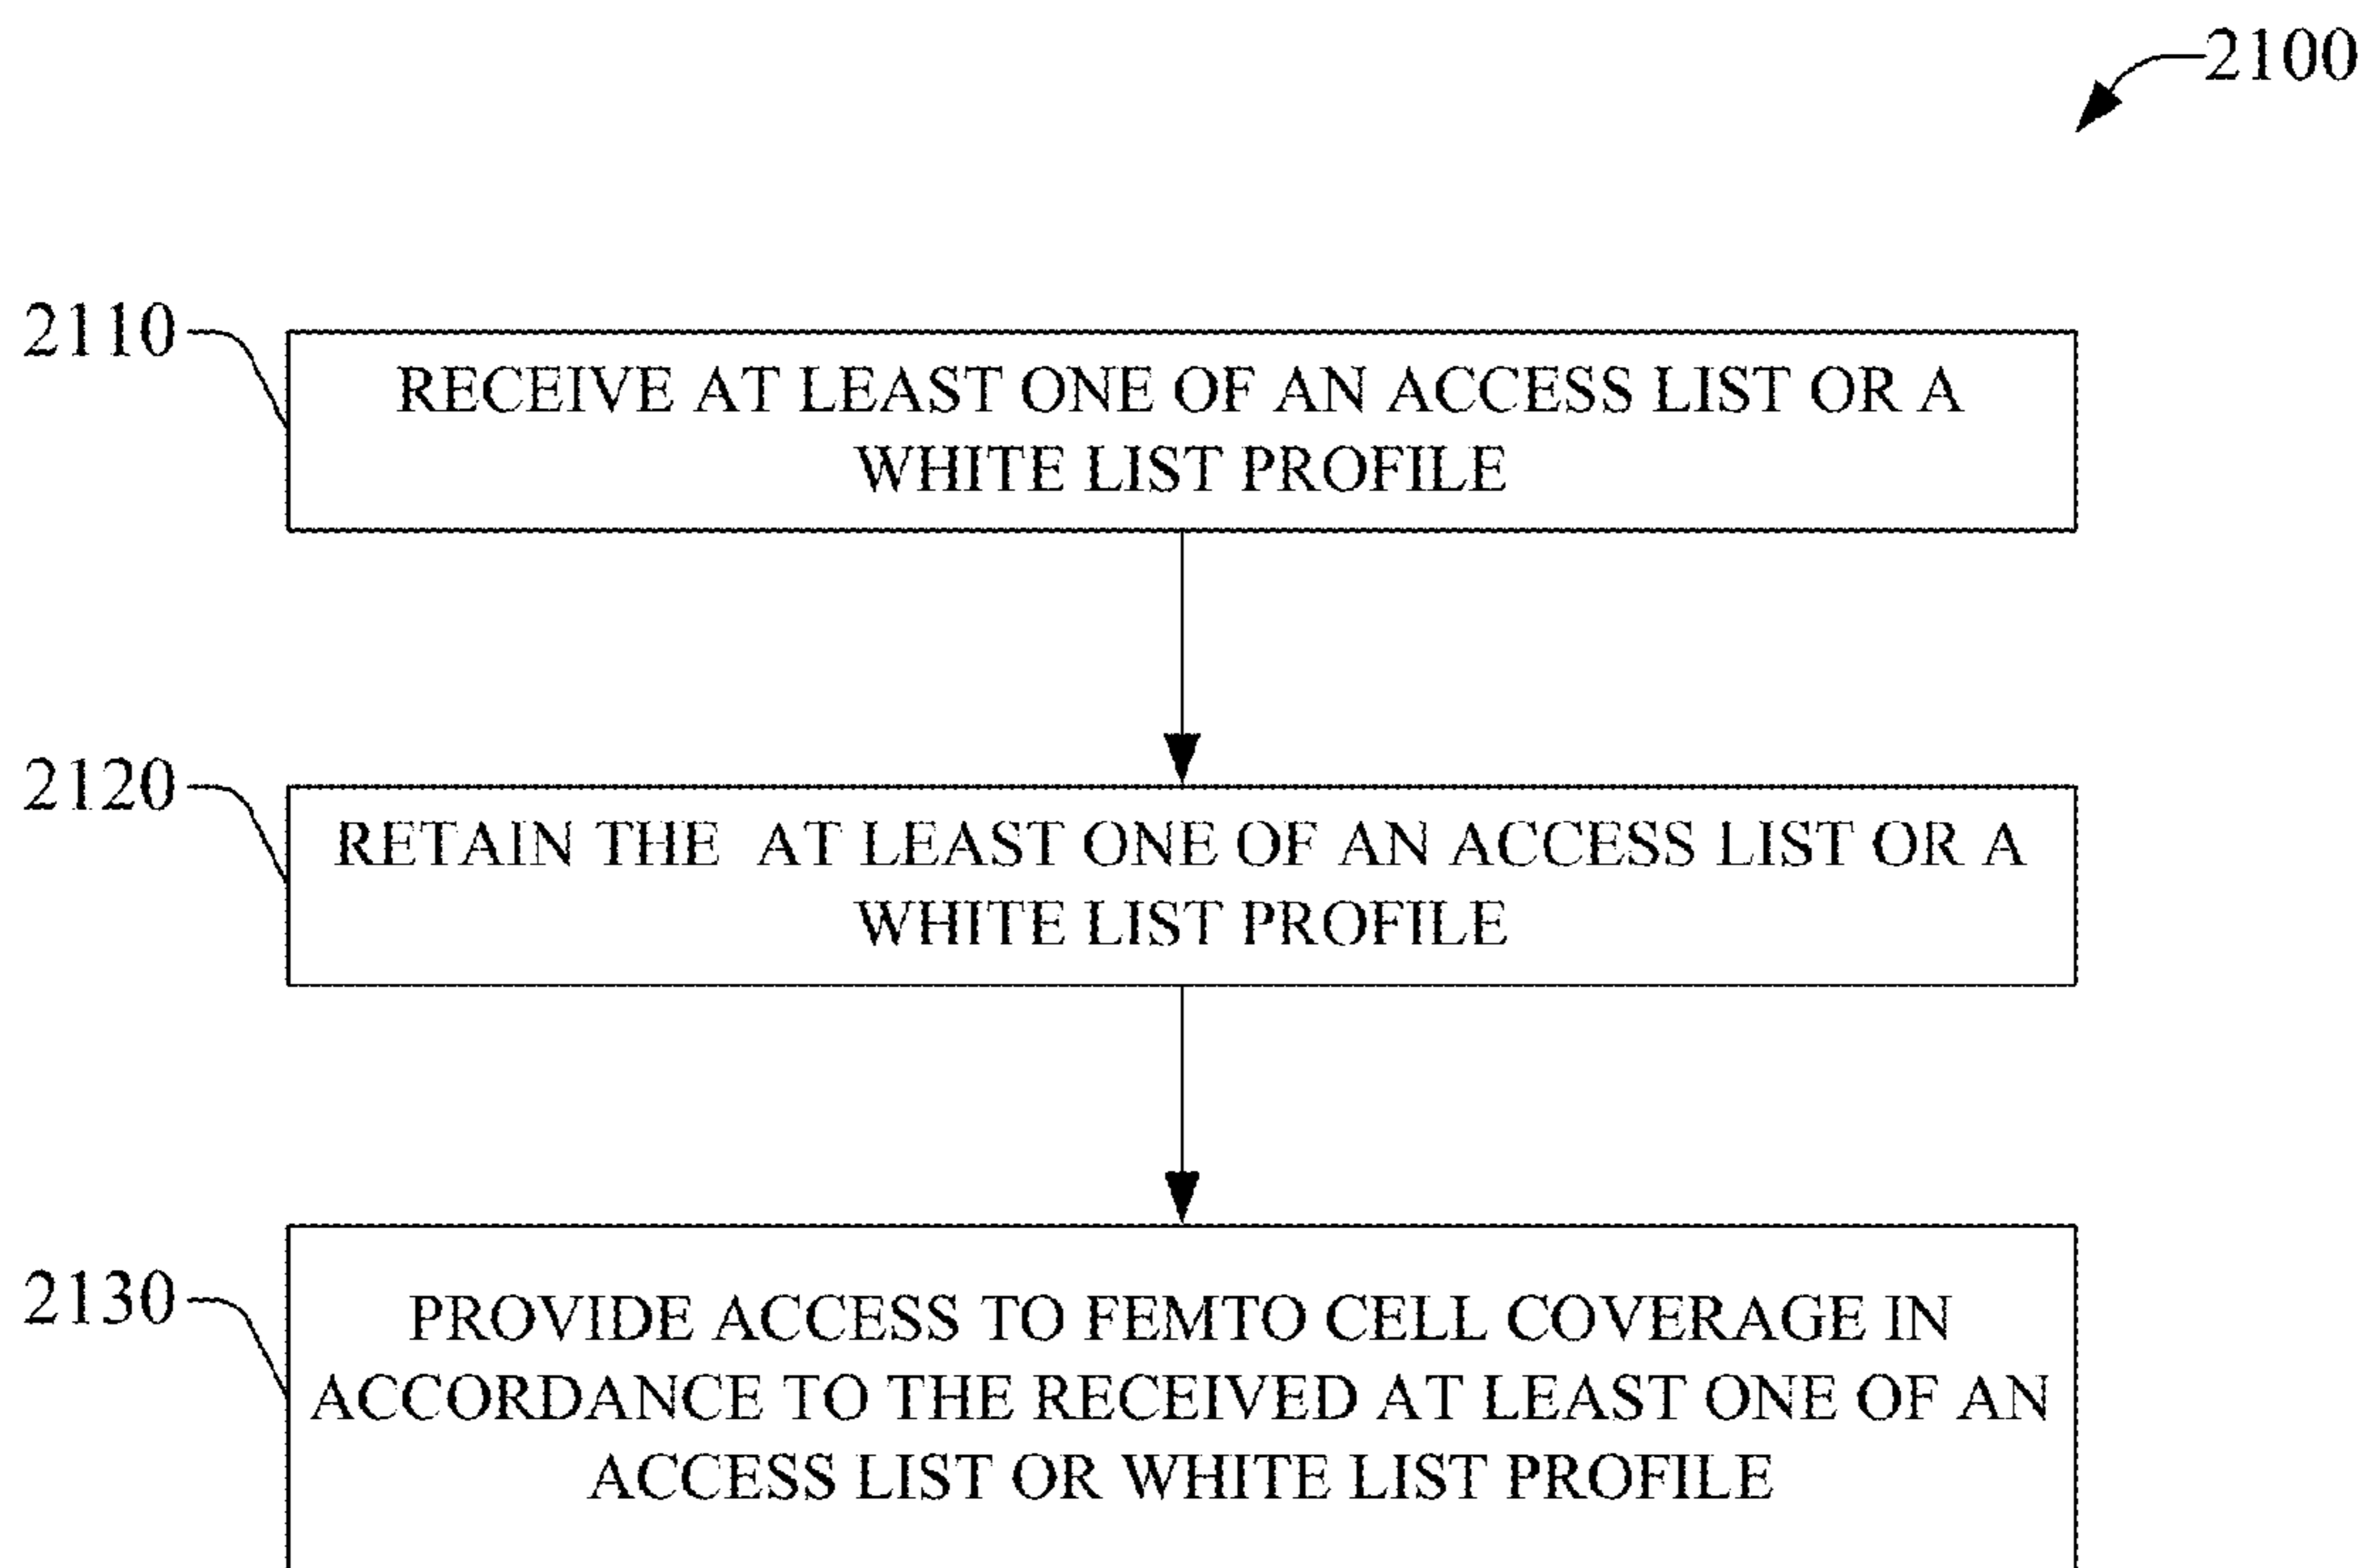 2100
2110
RECEIVE AT LEAST ONE OF AN ACCESS LIST OR A
WHITE LIST PROFILE
2120
RETAIN THE AT LEAST ONE OF AN ACCESS LIST OR A
WHITE LIST PROFILE
2130
PROVIDE ACCESS TO FEMTO CELL COVERAGE IN
ACCORDANCE TO THE RECEIVED AT LEAST ONE OF AN
ACCESS LIST OR WHITE LIST PROFILE